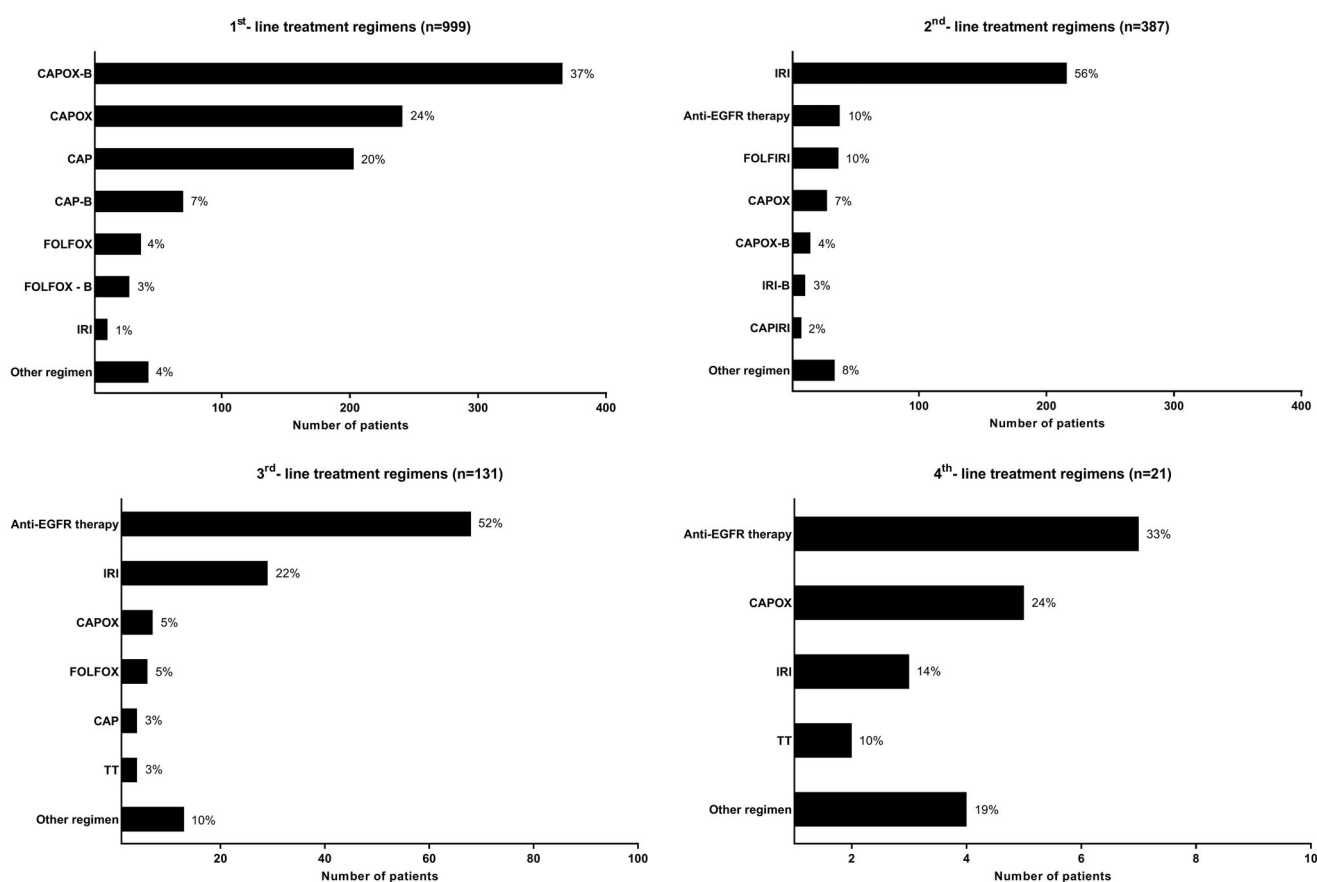 1st- line treatment regimens (n=999)
CAPOX-B 37%
CAPOX 24%
CAP 20%
CAP-B 7%
FOLFOX 4%
FOLFOX - B 3%
IRI 1%
Other regimen 4%
100 200 300 400
Number of patients
2nd- line treatment regimens (n=387)
IRI 56%
Anti-EGFR therapy 10%
FOLFIRI 10%
CAPOX 7%
CAPOX-B 4%
IRI-B 3%
CAPIRI 2%
Other regimen 8%
100 200 300 400
Number of patients
3rd- line treatment regimens (n=131)
Anti-EGFR therapy 52%
IRI 22%
CAPOX 5%
FOLFOX 5%
CAP 3%
TT 3%
Other regimen 10%
20 40 60 80 100
Number of patients
4th- line treatment regimens (n=21)
Anti-EGFR therapy 33%
CAPOX 24%
IRI 14%
TT 10%
Other regimen 19%
2 4 6 8 10
Number of patients